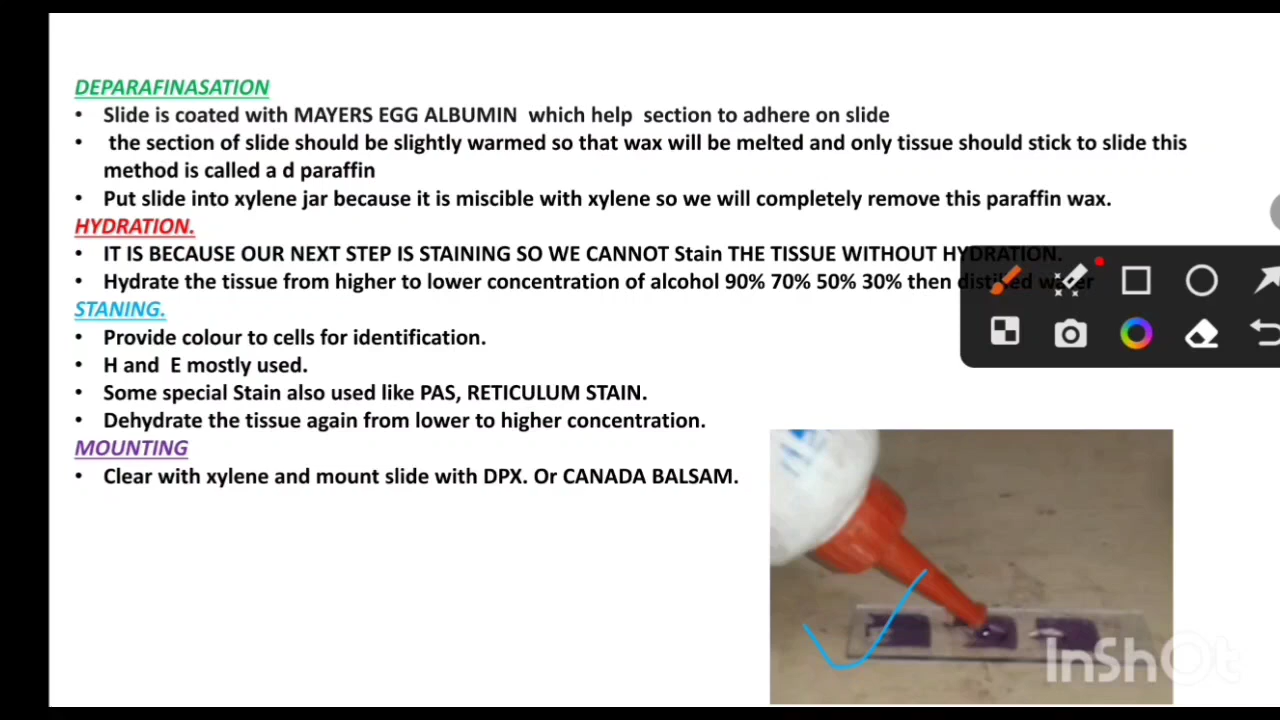 DEPARAFINASATION
• Slide is coated with MAYERS EGG ALBUMIN which help section to adhere on slide
• the section of slide should be slightly warmed so that wax will be melted and only tissue should stick to slide this
method is called a d paraffin
• Put slide into xylene jar because it is miscible with xylene so we will completely remove this paraffin wax.
HYDRATION.
• IT IS BECAUSE OUR NEXT STEP IS STAINING SO WE CANNOT Stain THE TISSUE WITHOUT HYDRATION.
• Hydrate the tissue from higher to lower concentration of alcohol 90% 70% 50% 30% then distilled water
STANING.
• Provide colour to cells for identification.
• H and E mostly used.
• Some special Stain also used like PAS, RETICULUM STAIN.
• Dehydrate the tissue again from lower to higher concentration.
MOUNTING
• Clear with xylene and mount slide with DPX. Or CANADA BALSAM.
InShOt